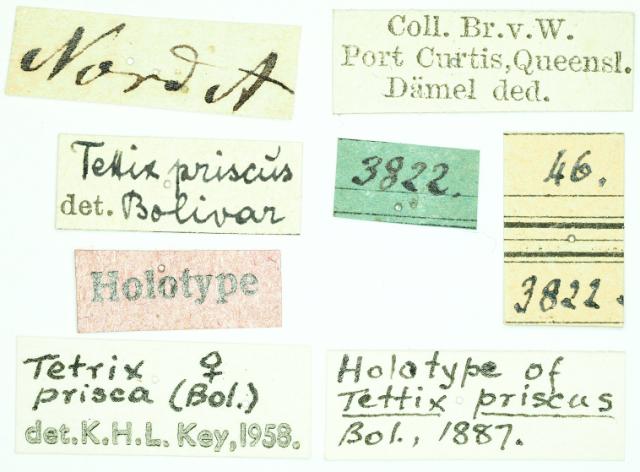 Nord A
Coll. Br.v.W.
Port Curtis, Queensl.
Dämel ded.
Tettix priscus
det. Bolivar
3822.
46.
3822.
Holotype
Tetrix ♀
prisca (Bol.)
det. K.H.L. Key, 1958.
Holotype of
Tettix priscus
Bol., 1887.